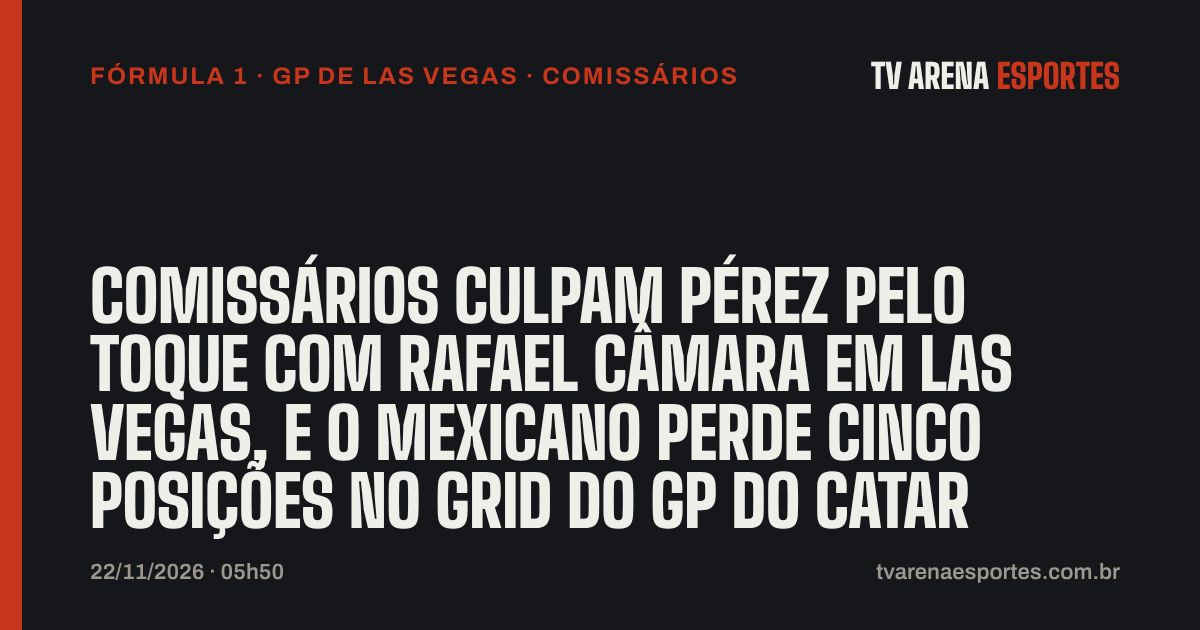 FÓRMULA 1 · GP DE LAS VEGAS · COMISSÁRIOS
TV ARENA ESPORTES
COMISSÁRIOS CULPAM PÉREZ PELO
TOQUE COM RAFAEL CÂMARA EM LAS
VEGAS, E O MEXICANO PERDE CINCO
POSIÇÕES NO GRID DO GP DO CATAR
22/11/2026 · 05h50
tvarenaesportes.com.br